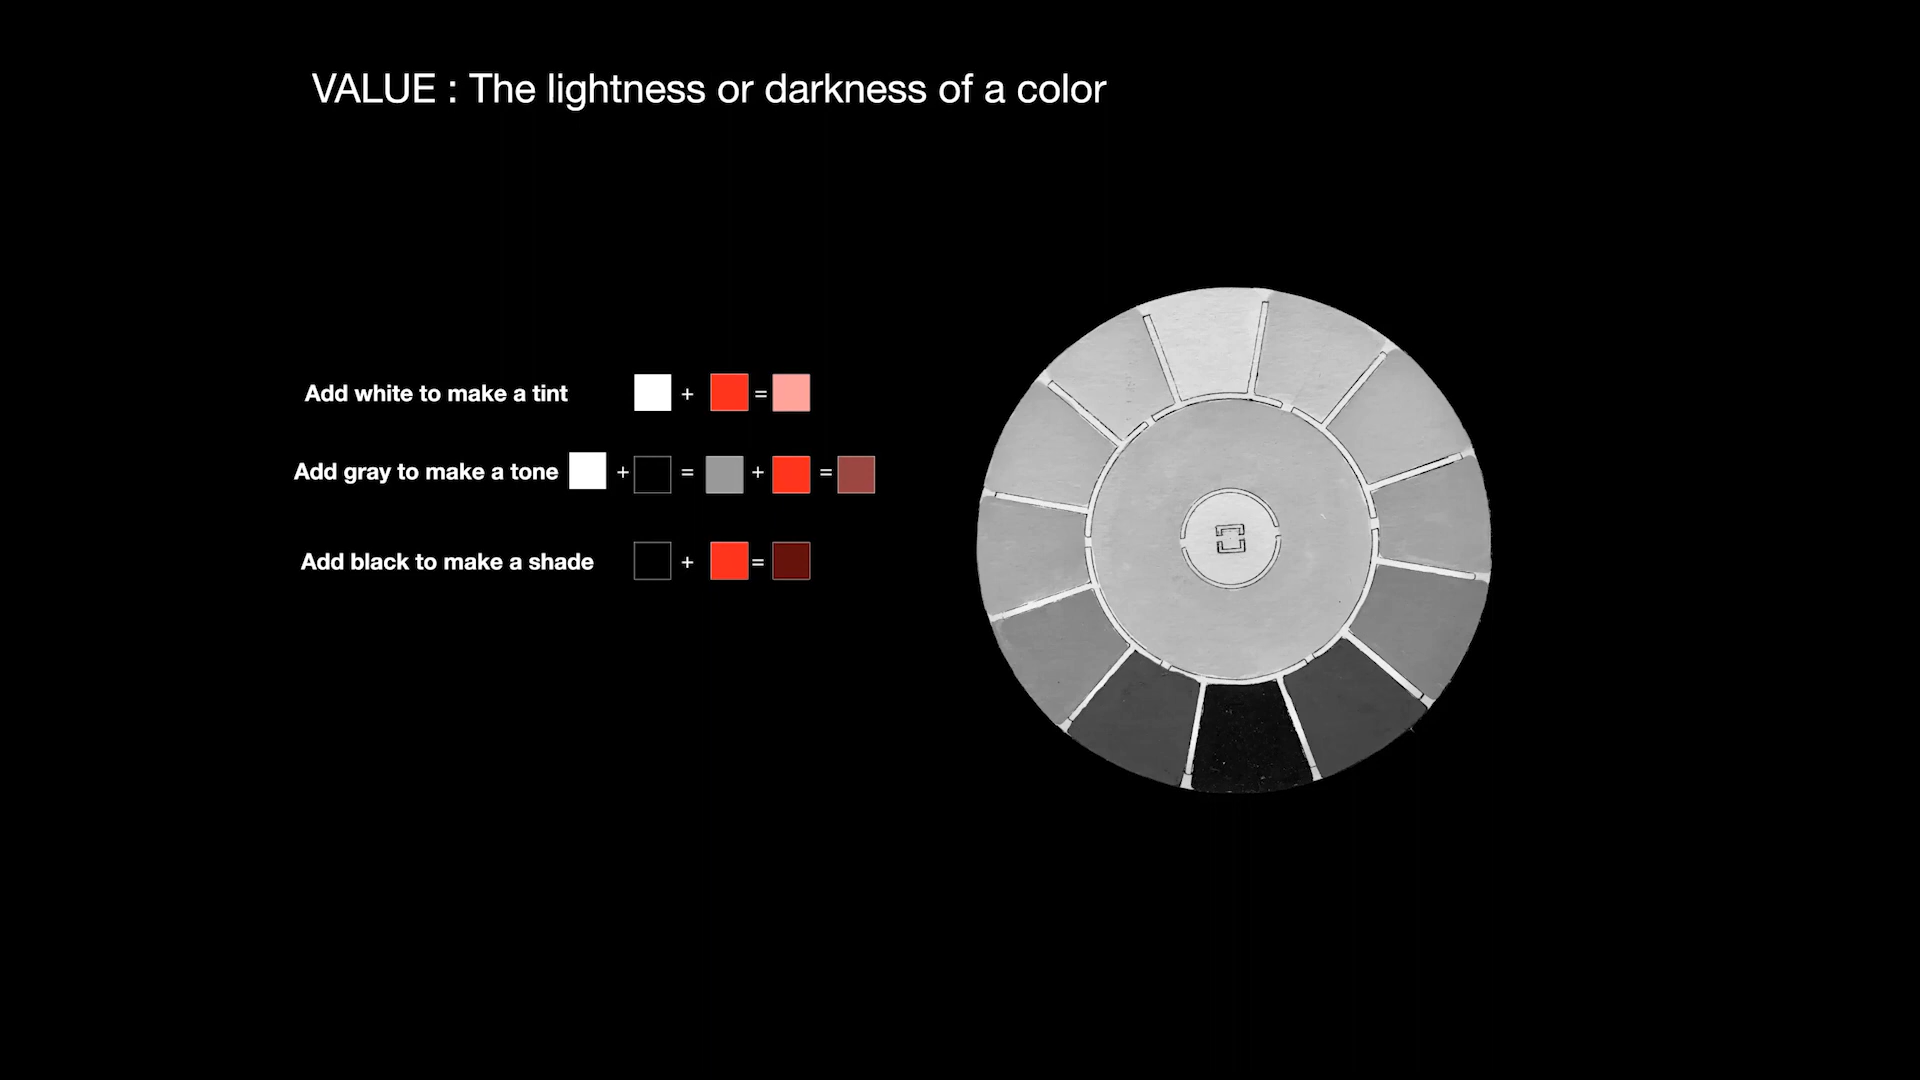 VALUE : The lightness or darkness of a color
Add white to make a tint + =
Add gray to make a tone + = + =
Add black to make a shade + =